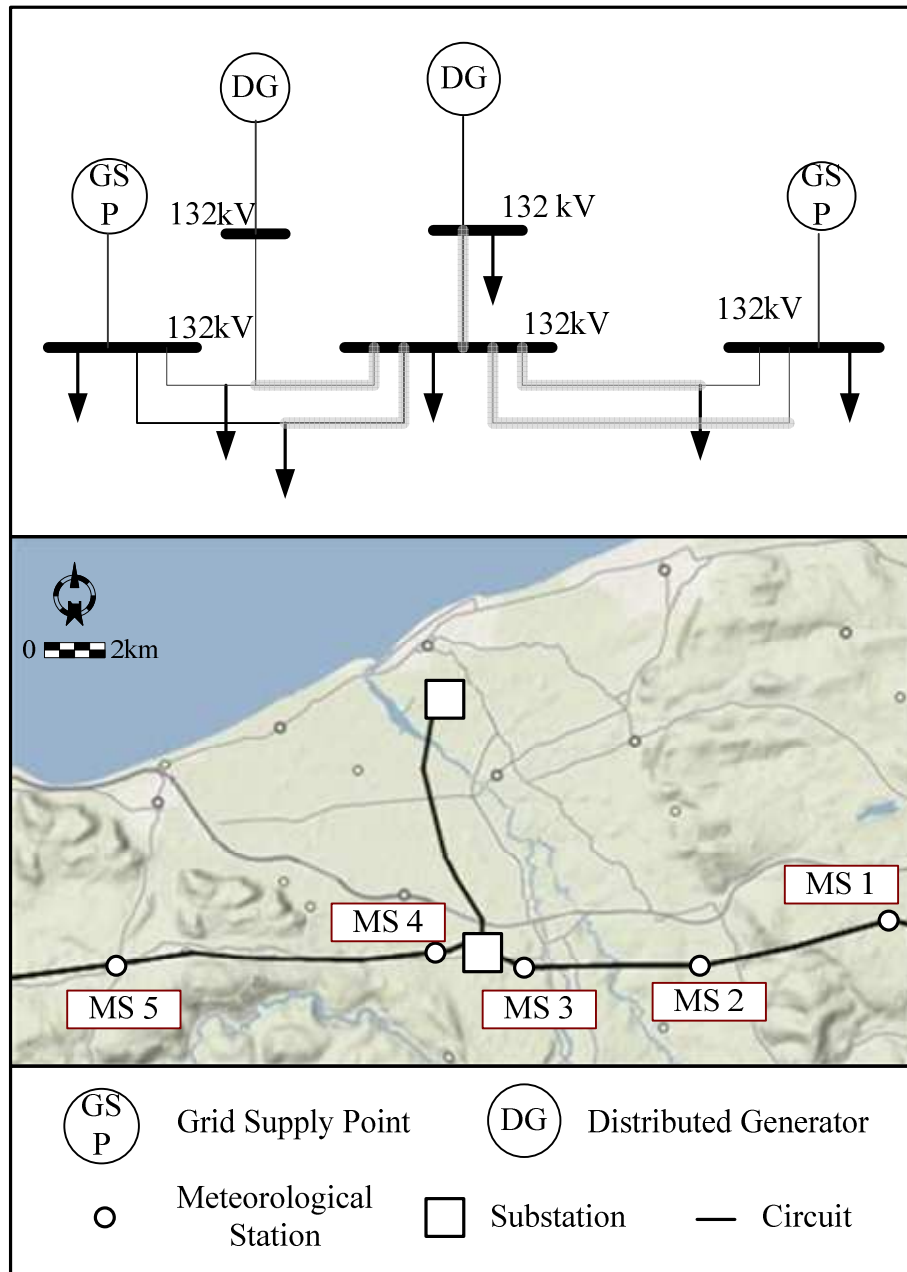 DG
DG
GS
P
GS
P
132kV
132 kV
132kV
132kV
132kV
0
2km
MS 1
MS 4
MS 5
MS 3
MS 2
GS
P
Grid Supply Point
DG
Distributed Generator
Meteorological
Station
Substation
Circuit